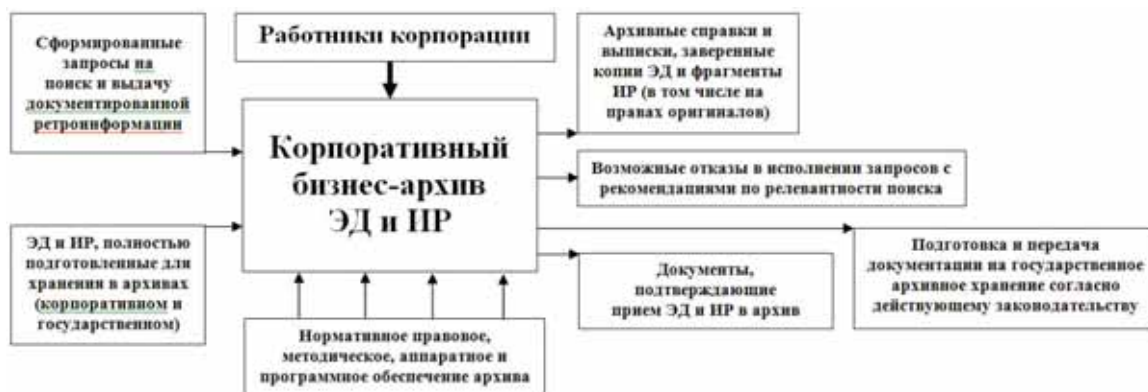 Сформированные
запросы на
поиск и выдачу
документированной
ретроинформации
Работники корпорации
Архивные справки и
выписки, заверенные
копии ЭД и фрагменты
ИР (в том числе на
правах оригиналов)
Корпоративный
бизнес-архив
ЭД и ИР
Возможные отказы в исполнении запросов с
рекомендациями по релевантности поиска
ЭД и ИР, полностью
подготовленные для
хранения в архивах
(корпоративном и
государственном)
Документы,
подтверждающие
прием ЭД и ИР в архив
Подготовка и передача
документации на государственное
архивное хранение согласно
действующему законодательству
Нормативное правовое,
методическое, аппаратное и
программное обеспечение архива